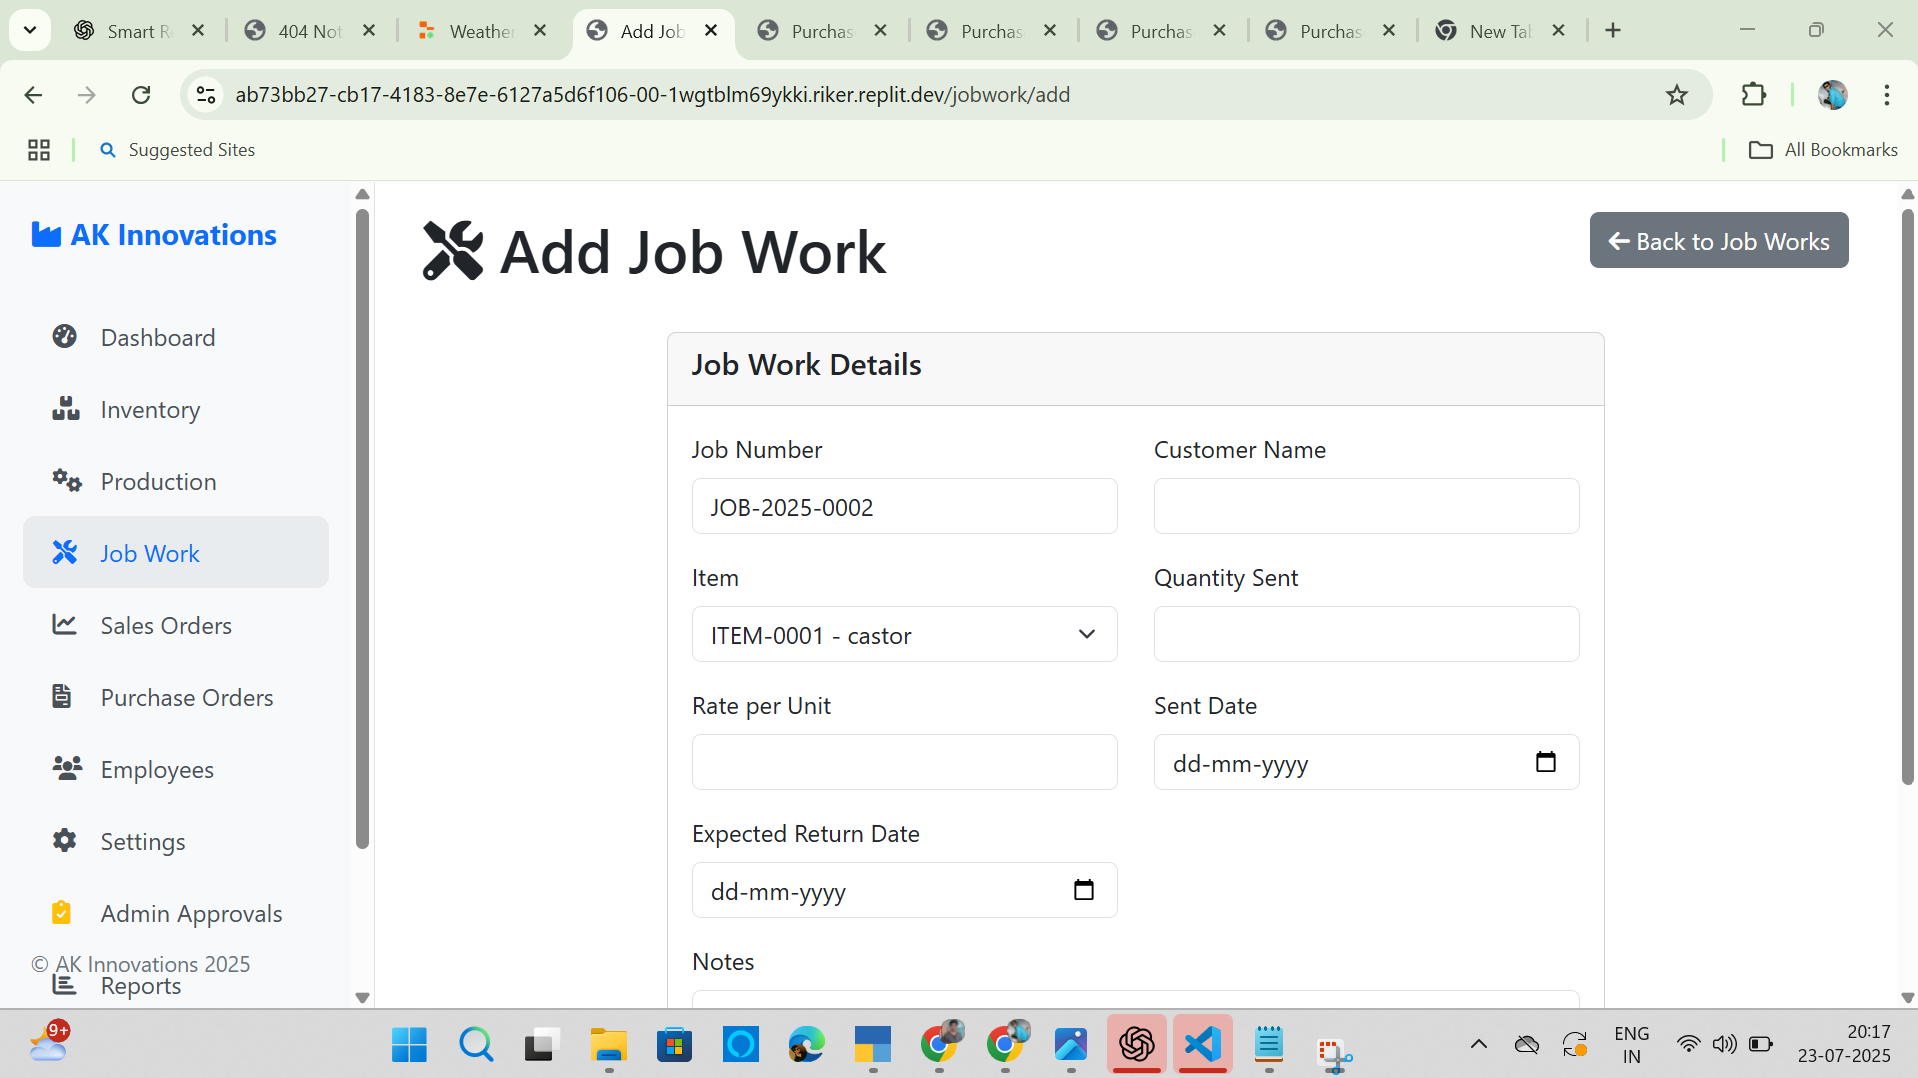 Smart R
404 Not
Weather
Add Job
Purchas
Purchas
Purchas
Purchas
New Tab
ab73bb27-cb17-4183-8e7e-6127a5d6f106-00-1wgtblm69ykki.riker.replit.dev/jobwork/add
Suggested Sites
All Bookmarks
AK Innovations
Dashboard
Inventory
Production
Job Work
Sales Orders
Purchase Orders
Employees
Settings
Admin Approvals
© AK Innovations 2025
Reports
Add Job Work
Back to Job Works
Job Work Details
Job Number
Customer Name
JOB-2025-0002
Item
Quantity Sent
ITEM-0001 - castor
Rate per Unit
Sent Date
dd-mm-yyyy
Expected Return Date
dd-mm-yyyy
Notes
9+
ENG
IN
20:17
23-07-2025